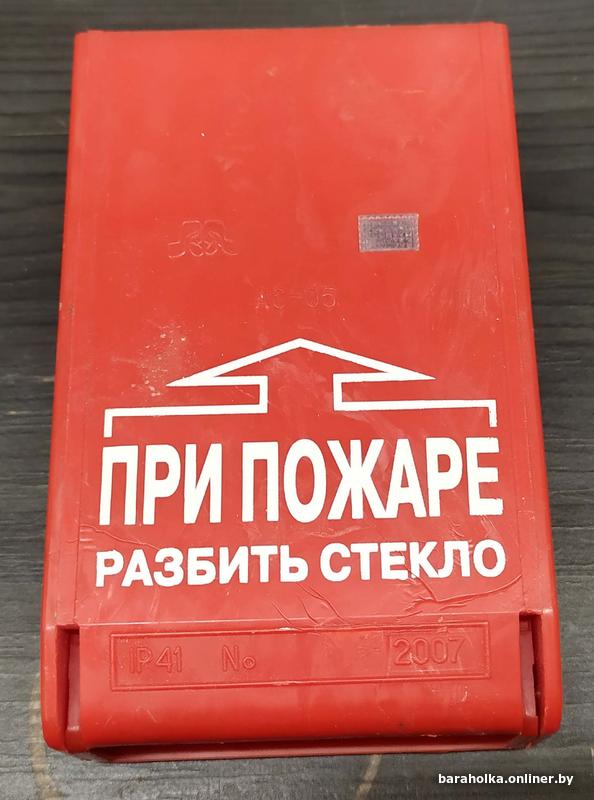 ПРИ ПОЖАРЕ
РАЗБИТЬ СТЕКЛО
IP41 № 2007
baraholka.onliner.by